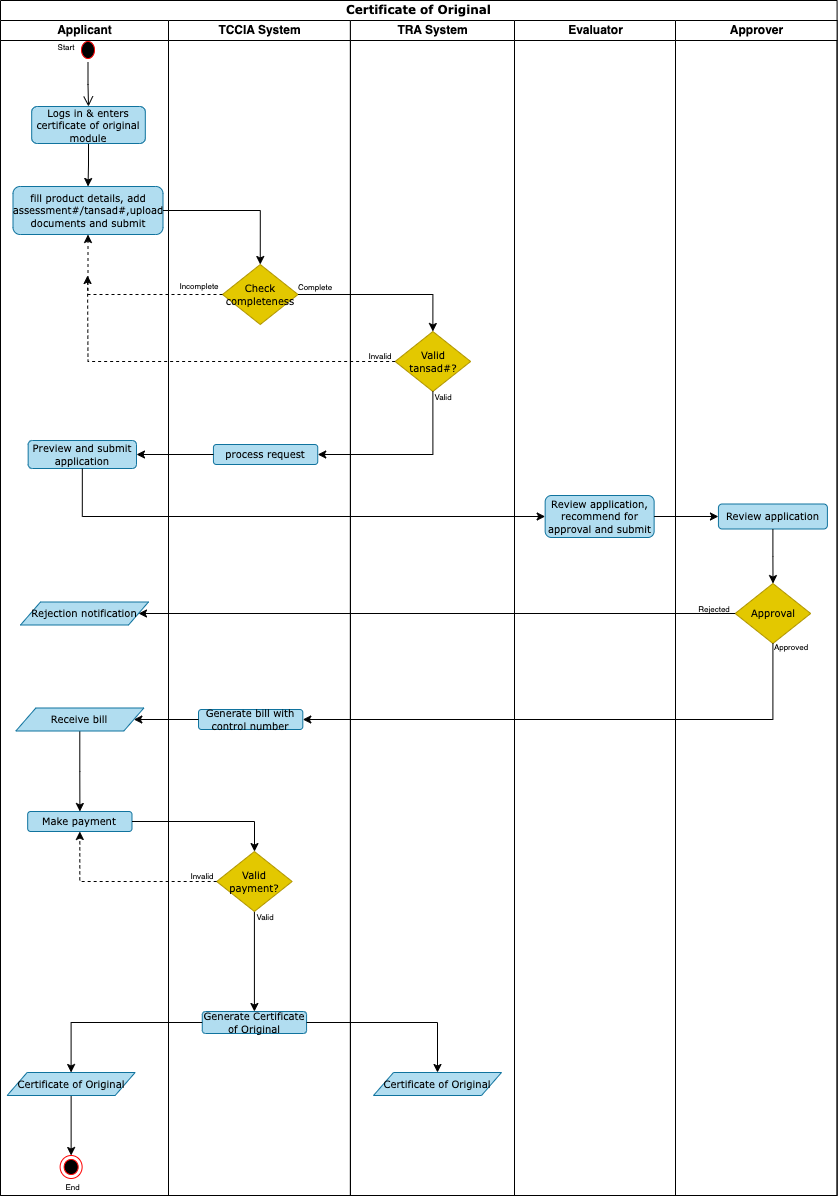 Certificate of Original
Applicant
TCCIA System
TRA System
Evaluator
Approver
Start
Logs in & enters
certificate of original
module
fill product details, add
assessment#/tansad#,upload
documents and submit
Incomplete
Check
completeness
Complete
Invalid
Valid
tansad#?
Valid
Preview and submit
application
process request
Review application,
recommend for
approval and submit
Review application
Rejection notification
Rejected
Approval
Approved
Receive bill
Generate bill with
control number
Make payment
Invalid
Valid
payment?
Valid
Generate Certificate
of Original
Certificate of Original
Certificate of Original
End